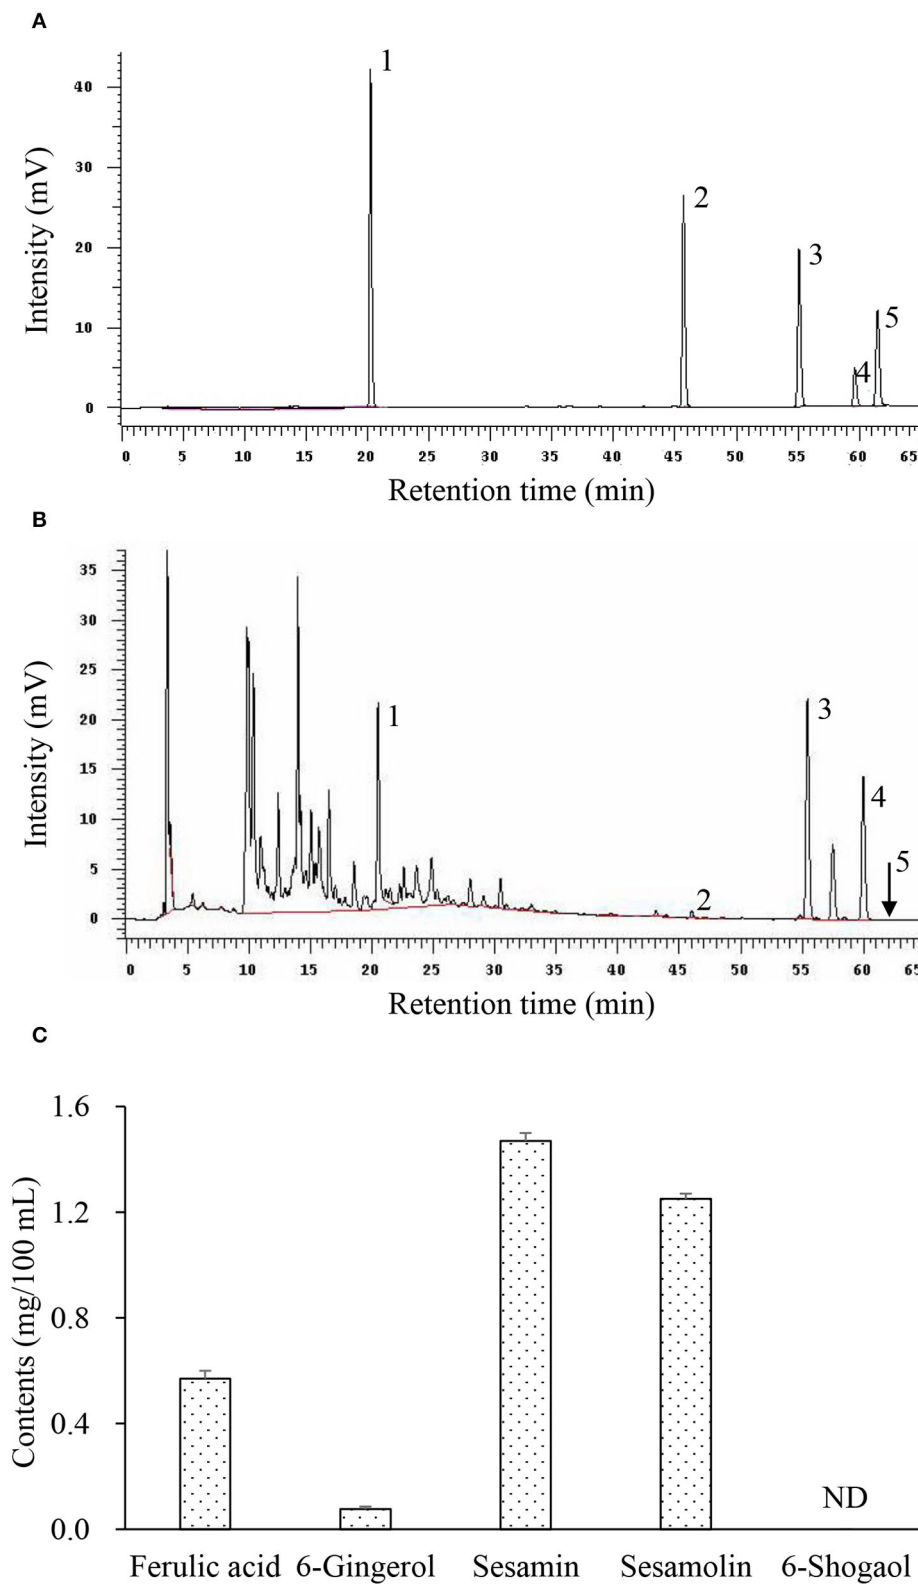 A
1
40
2
30
3
20
5
10
4
0
Intensity (mV)
0 5 10 15 20 25 30 35 40 45 50 55 60 65
Retention time (min)
B
35
30
25
1
3
20
15
4
10
5
5
2
0
Intensity (mV)
0 5 10 15 20 25 30 35 40 45 50 55 60 65
Retention time (min)
C
1.6
1.2
0.8
0.4
ND
0.0
Contents (mg/100 mL)
Ferulic acid 6-Gingerol Sesamin Sesamolin 6-Shogaol